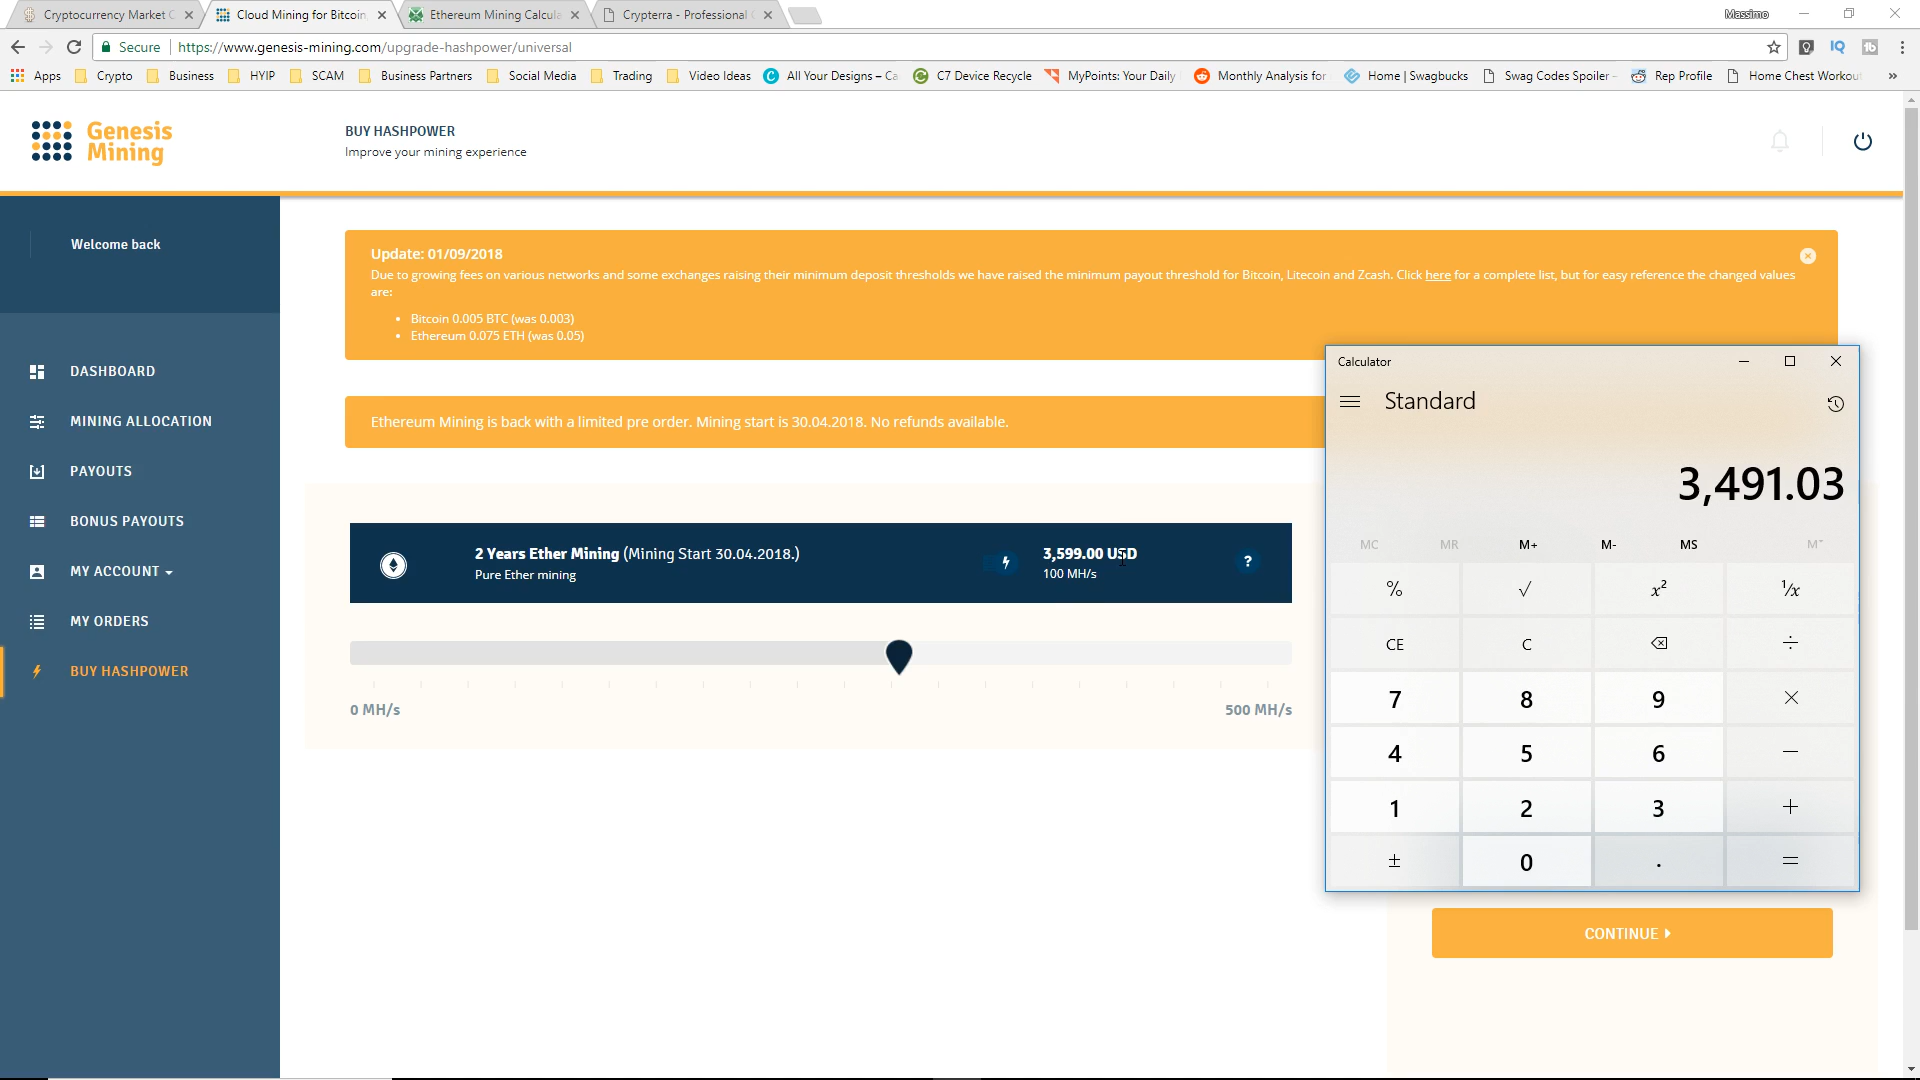 Cryptocurrency Market C
Cloud Mining for Bitcoin,
Ethereum Mining Calcula
Crypterra - Professional
Massimo
Secure
https://www.genesis-mining.com/upgrade-hashpower/universal
Apps
Crypto
Business
HYIP
SCAM
Business Partners
Social Media
Trading
Video Ideas
All Your Designs – Ca
C7 Device Recycle
MyPoints: Your Daily
Monthly Analysis for
Home | Swagbucks
Swag Codes Spoiler -
Rep Profile
Home Chest Workou
»
Genesis
Mining
BUY HASHPOWER
Improve your mining experience
Welcome back
DASHBOARD
MINING ALLOCATION
PAYOUTS
BONUS PAYOUTS
MY ACCOUNT
MY ORDERS
BUY HASHPOWER
Update: 01/09/2018
Due to growing fees on various networks and some exchanges raising their minimum deposit thresholds we have raised the minimum payout threshold for Bitcoin, Litecoin and Zcash. Click here for a complete list, but for easy reference the changed values
are:
• Bitcoin 0.005 BTC (was 0.003)
• Ethereum 0.075 ETH (was 0.05)
Ethereum Mining is back with a limited pre order. Mining start is 30.04.2018. No refunds available.
2 Years Ether Mining (Mining Start 30.04.2018.)
Pure Ether mining
3,599.00 USD
100 MH/s
?
0 MH/s
500 MH/s
Calculator
Standard
3,491.03
MC MR M+ M- MS M˅
% √ x² ¹/x
CE C ⌫ ÷
7 8 9 ×
4 5 6 −
1 2 3 +
± 0 . =
CONTINUE